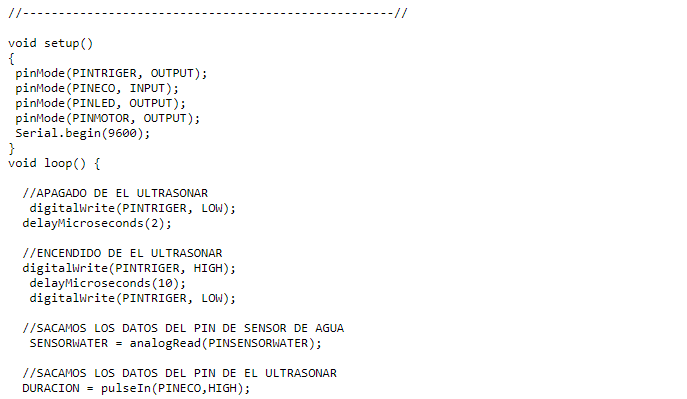 //----------------------------------------------------//
void setup()
{
pinMode(PINTRIGER, OUTPUT);
pinMode(PINECO, INPUT);
pinMode(PINLED, OUTPUT);
pinMode(PINMOTOR, OUTPUT);
Serial.begin(9600);
}
void loop() {
//APAGADO DE EL ULTRASONAR
digitalWrite(PINTRIGER, LOW);
delayMicroseconds(2);
//ENCENDIDO DE EL ULTRASONAR
digitalWrite(PINTRIGER, HIGH);
delayMicroseconds(10);
digitalWrite(PINTRIGER, LOW);
//SACAMOS LOS DATOS DEL PIN DE SENSOR DE AGUA
SENSORWATER = analogRead(PINSENSORWATER);
//SACAMOS LOS DATOS DEL PIN DE EL ULTRASONAR
DURACION = pulseIn(PINECO,HIGH);